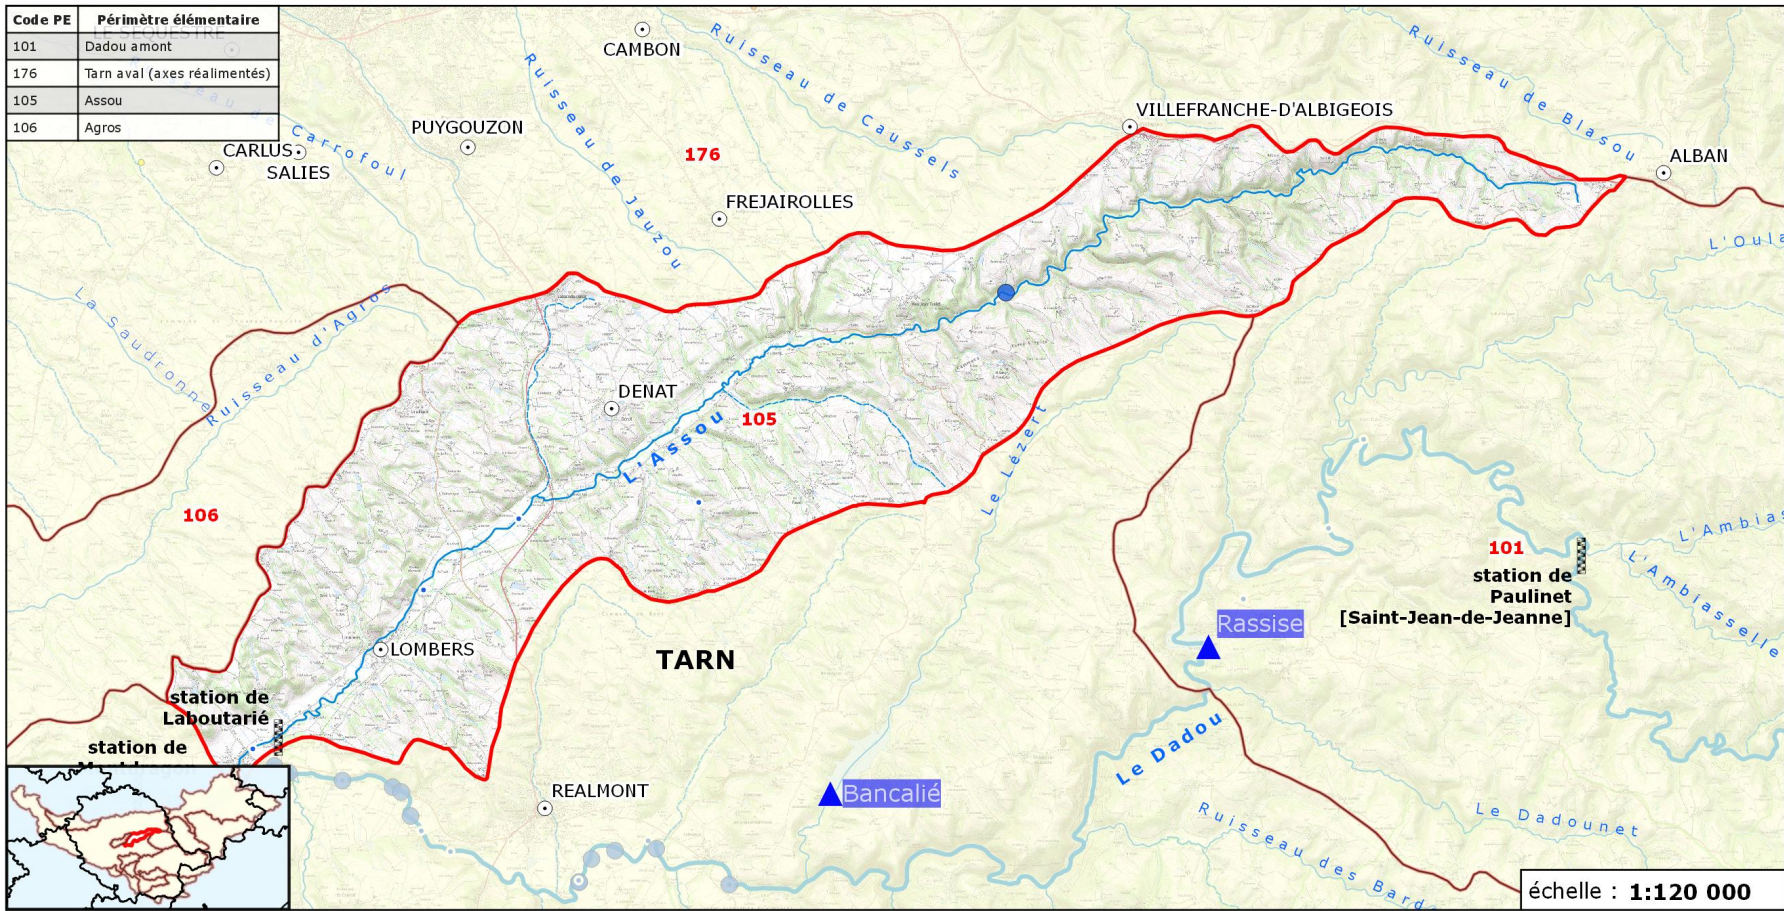 Code PE Périmètre élémentaire
101 Dadou amont
176 Tarn aval (axes réalimentés)
105 Assou
106 Agros
LE SEQUESTRE
CAMBON
Ruisseau de Caussels
Ruisseau de Blasou
Ruisseau de Jauzou
VILLEFRANCHE-D'ALBIGEOIS
Carrofoul
PUYGOUZON
CARLUS
SALIES
176
ALBAN
FREJAIROLLES
L'Oula
La Saudronne
Ruisseau d'Agros
DENAT
L'Assou
105
Le Lézert
106
101
L'Ambias
L'Ambiasselle
station de
Paulinet
[Saint-Jean-de-Jeanne]
Rassise
LOMBERS
TARN
station de
Laboutarié
station de
Le Dadou
REALMONT
Bancalié
Le Dadounet
Ruisseau des Bard
échelle : 1:120 000